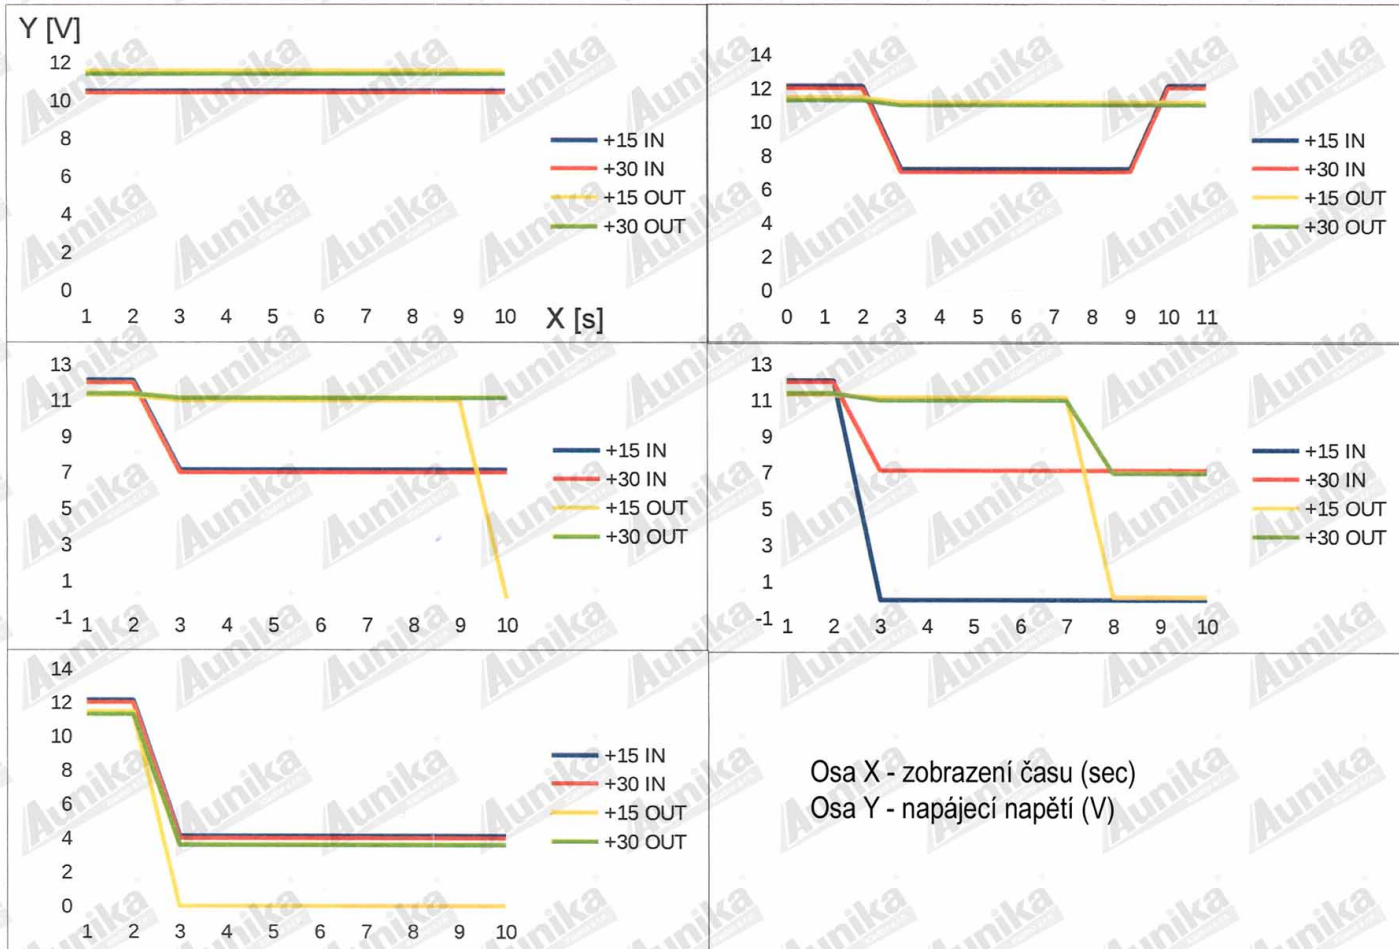 Y [V]
12
10
8
6
4
2
0
1 2 3 4 5 6 7 8 9 10 X [s]
+15 IN
+30 IN
+15 OUT
+30 OUT
14
12
10
8
6
4
2
0
0 1 2 3 4 5 6 7 8 9 10 11
+15 IN
+30 IN
+15 OUT
+30 OUT
13
11
9
7
5
3
1
-1
1 2 3 4 5 6 7 8 9 10
+15 IN
+30 IN
+15 OUT
+30 OUT
13
11
9
7
5
3
1
-1
1 2 3 4 5 6 7 8 9 10
+15 IN
+30 IN
+15 OUT
+30 OUT
14
12
10
8
6
4
2
0
1 2 3 4 5 6 7 8 9 10
+15 IN
+30 IN
+15 OUT
+30 OUT
Osa X - zobrazení času (sec)
Osa Y - napájecí napětí (V)
Aunika